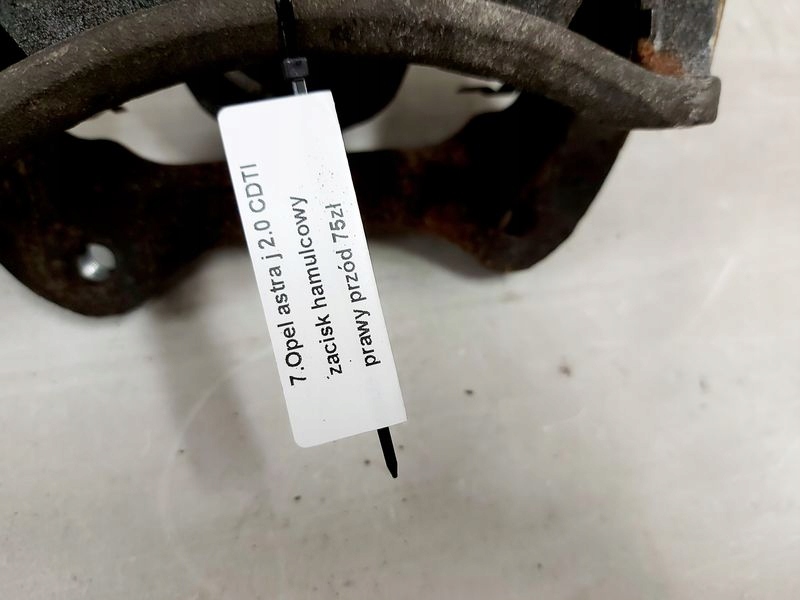 7.Opel astra j 2.0 CDTI
zacisk hamulcowy
prawy przód 75zł